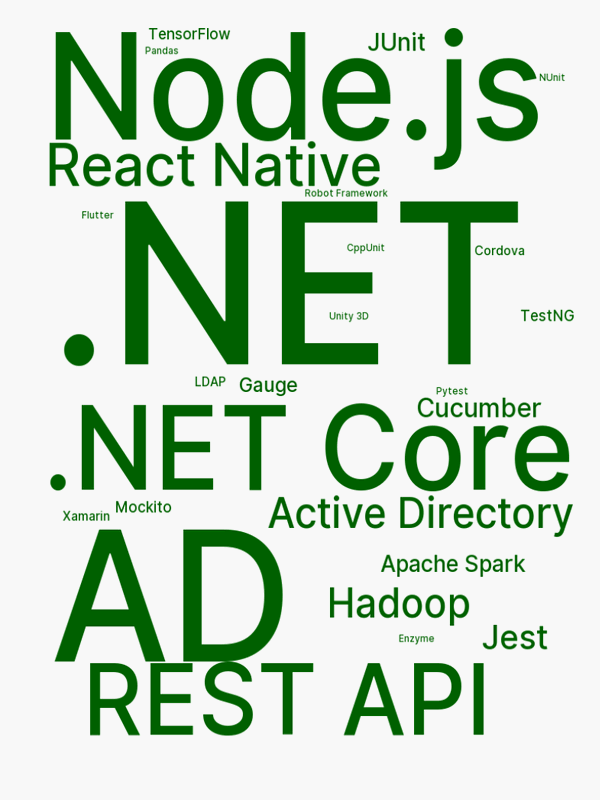 TensorFlow
JUnit
Pandas
Node.js
NUnit
React Native
Robot Framework
Flutter
.NET
CppUnit
Cordova
Unity 3D
TestNG
LDAP
Gauge
Pytest
Cucumber
.NET Core
Mockito
Xamarin
Active Directory
AD
Apache Spark
Hadoop
Enzyme
Jest
REST API